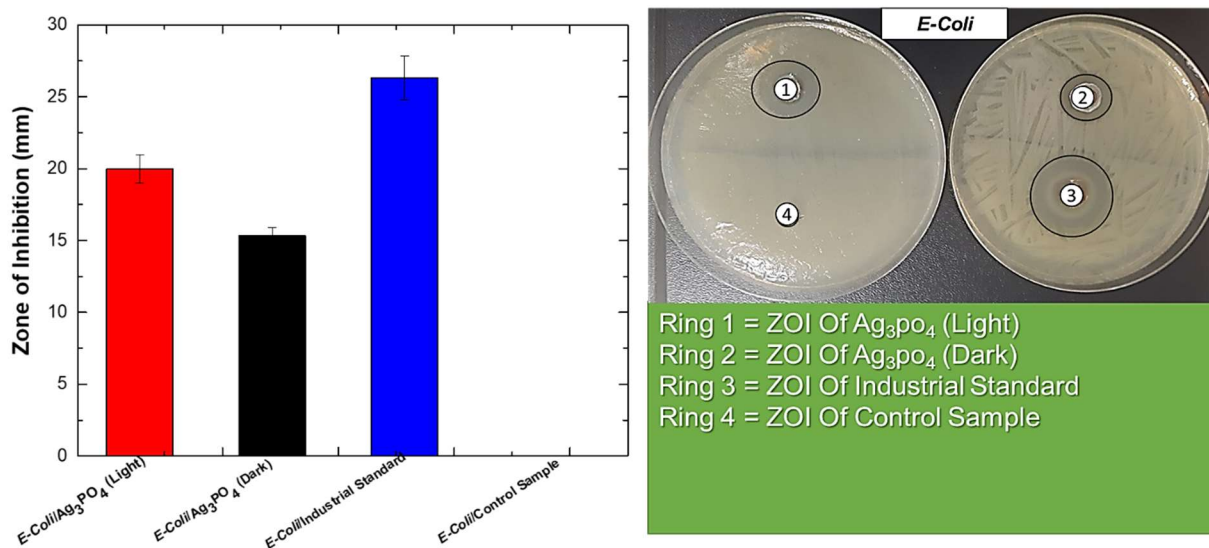 30
25
20
15
10
5
0
Zone of Inhibition (mm)
E-Coli/Ag₃PO₄ (Light)
E-Coli/Ag₃PO₄ (Dark)
E-Coli/Industrial Standard
E-Coli/Control Sample
E-Coli
1
2
3
4
Ring 1 = ZOI Of Ag₃po₄ (Light)
Ring 2 = ZOI Of Ag₃po₄ (Dark)
Ring 3 = ZOI Of Industrial Standard
Ring 4 = ZOI Of Control Sample